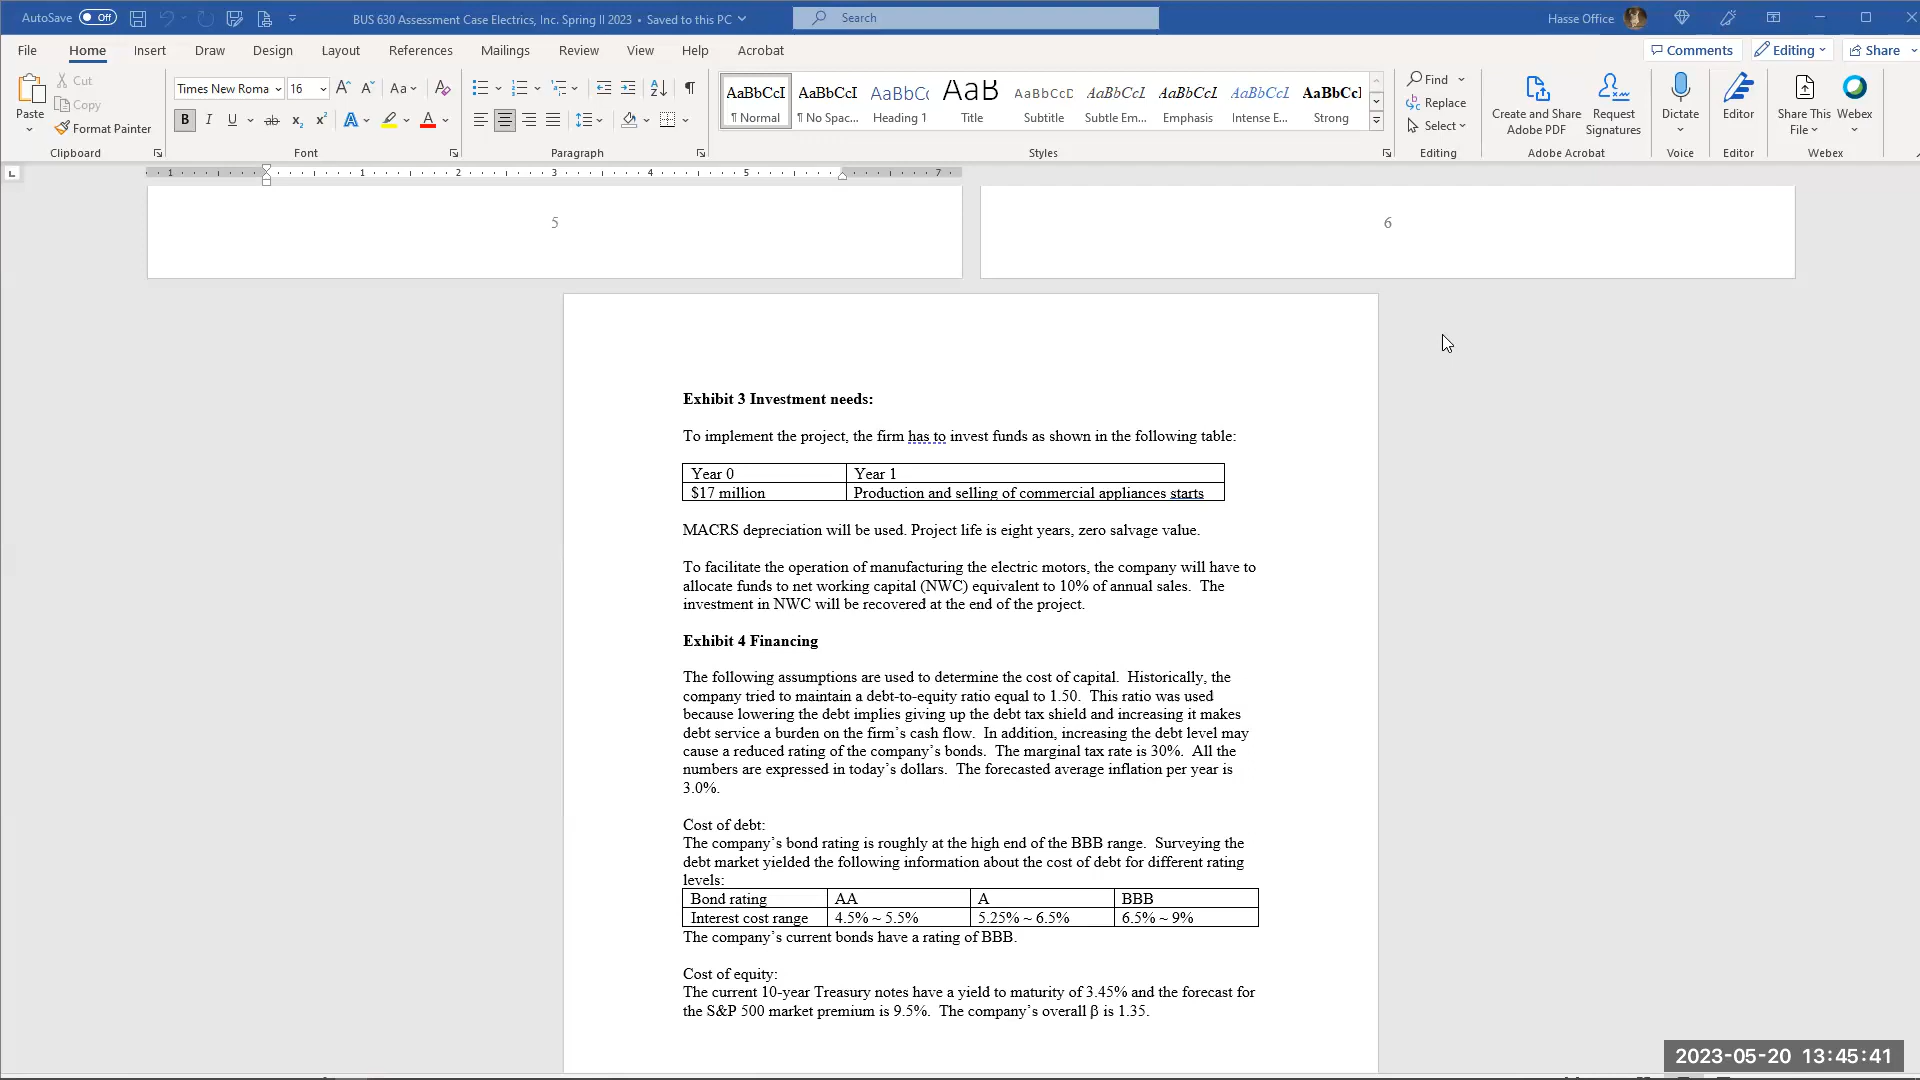 AutoSave Off BUS 630 Assessment Case Electrics, Inc. Spring II 2023 • Saved to this PC Search Hasse Office
File Home Insert Draw Design Layout References Mailings Review View Help Acrobat Comments Editing Share
Paste Cut Copy Format Painter
Clipboard
Times New Roma 16 Aa
B I U ab x₂ x² A A
Font
Paragraph
AaBbCcI AaBbCcI AaBbCc AaB AaBbCcD AaBbCcL AaBbCcL AaBbCcL AaBbCcl
¶ Normal ¶ No Spac... Heading 1 Title Subtitle Subtle Em... Emphasis Intense E... Strong
Styles
Find
Replace
Select
Editing
Create and Share Adobe PDF
Request Signatures
Adobe Acrobat
Dictate
Voice
Editor
Editor
Share This File
Webex
Webex
L 1 1 2 3 4 5 7
5
6
Exhibit 3 Investment needs:
To implement the project, the firm has to invest funds as shown in the following table:
Year 0 Year 1
$17 million Production and selling of commercial appliances starts
MACRS depreciation will be used. Project life is eight years, zero salvage value.
To facilitate the operation of manufacturing the electric motors, the company will have to
allocate funds to net working capital (NWC) equivalent to 10% of annual sales. The
investment in NWC will be recovered at the end of the project.
Exhibit 4 Financing
The following assumptions are used to determine the cost of capital. Historically, the
company tried to maintain a debt-to-equity ratio equal to 1.50. This ratio was used
because lowering the debt implies giving up the debt tax shield and increasing it makes
debt service a burden on the firm's cash flow. In addition, increasing the debt level may
cause a reduced rating of the company's bonds. The marginal tax rate is 30%. All the
numbers are expressed in today's dollars. The forecasted average inflation per year is
3.0%.
Cost of debt:
The company's bond rating is roughly at the high end of the BBB range. Surveying the
debt market yielded the following information about the cost of debt for different rating
levels:
Bond rating AA A BBB
Interest cost range 4.5% ~ 5.5% 5.25% ~ 6.5% 6.5% ~ 9%
The company's current bonds have a rating of BBB.
Cost of equity:
The current 10-year Treasury notes have a yield to maturity of 3.45% and the forecast for
the S&P 500 market premium is 9.5%. The company's overall β is 1.35.
2023-05-20 13:45:41